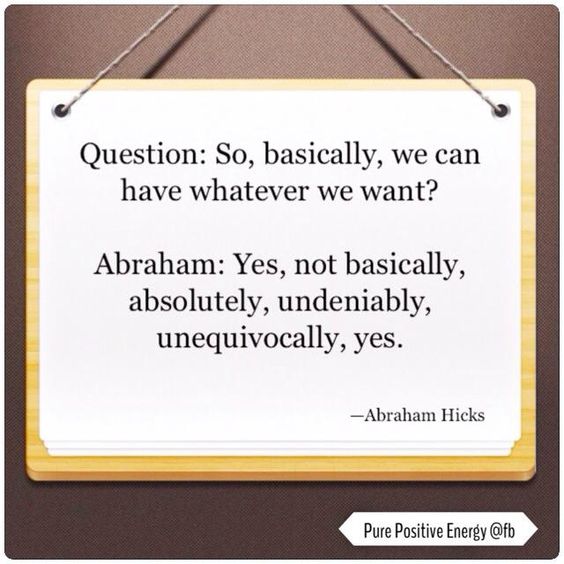 Question: So, basically, we can
have whatever we want?
Abraham: Yes, not basically,
absolutely, undeniably,
unequivocally, yes.
—Abraham Hicks
Pure Positive Energy @fb